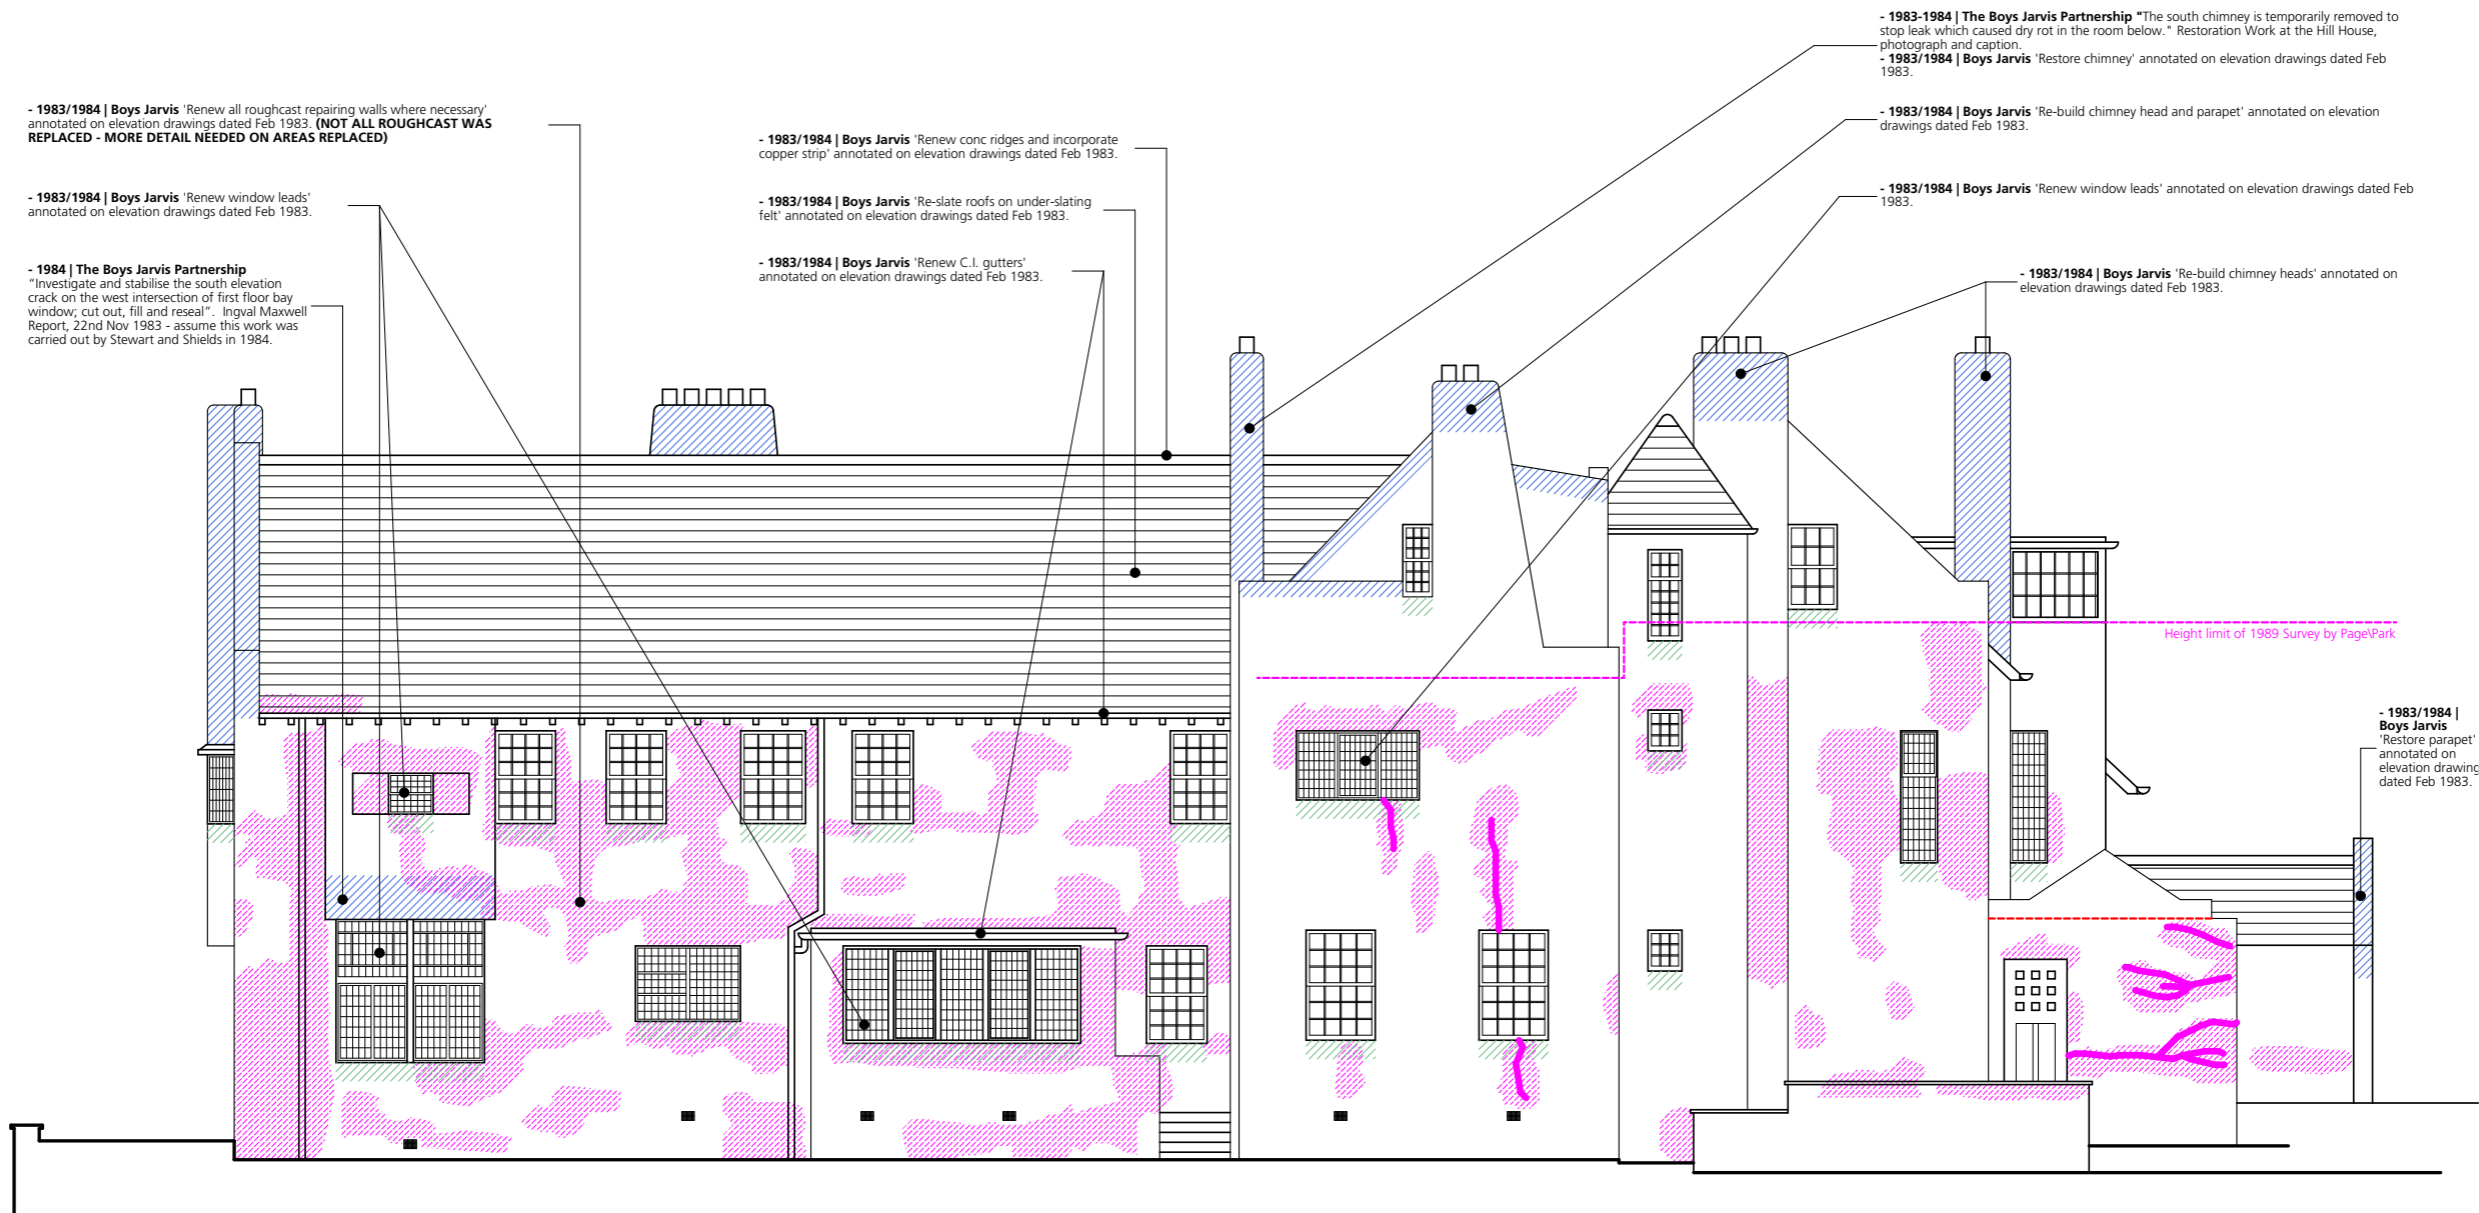 - 1983-1984 | The Boys Jarvis Partnership "The south chimney is temporarily removed to
stop leak which caused dry rot in the room below." Restoration Work at the Hill House,
photograph and caption.
- 1983/1984 | Boys Jarvis 'Restore chimney' annotated on elevation drawings dated Feb
1983.
- 1983/1984 | Boys Jarvis 'Renew all roughcast repairing walls where necessary'
annotated on elevation drawings dated Feb 1983. (NOT ALL ROUGHCAST WAS
REPLACED - MORE DETAIL NEEDED ON AREAS REPLACED)
- 1983/1984 | Boys Jarvis 'Renew conc ridges and incorporate
copper strip' annotated on elevation drawings dated Feb 1983.
- 1983/1984 | Boys Jarvis 'Re-build chimney head and parapet' annotated on elevation
drawings dated Feb 1983.
- 1983/1984 | Boys Jarvis 'Renew window leads'
annotated on elevation drawings dated Feb 1983.
- 1983/1984 | Boys Jarvis 'Re-slate roofs on under-slating
felt' annotated on elevation drawings dated Feb 1983.
- 1983/1984 | Boys Jarvis 'Renew window leads' annotated on elevation drawings dated Feb
1983.
- 1984 | The Boys Jarvis Partnership
"Investigate and stabilise the south elevation
crack on the west intersection of first floor bay
window; cut out, fill and reseal". Ingval Maxwell
Report, 22nd Nov 1983 - assume this work was
carried out by Stewart and Shields in 1984.
- 1983/1984 | Boys Jarvis 'Renew C.I. gutters'
annotated on elevation drawings dated Feb 1983.
- 1983/1984 | Boys Jarvis 'Re-build chimney heads' annotated on
elevation drawings dated Feb 1983.
Height limit of 1989 Survey by Page\Park
- 1983/1984 |
Boys Jarvis
'Restore parapet'
annotated on
elevation drawing
dated Feb 1983.